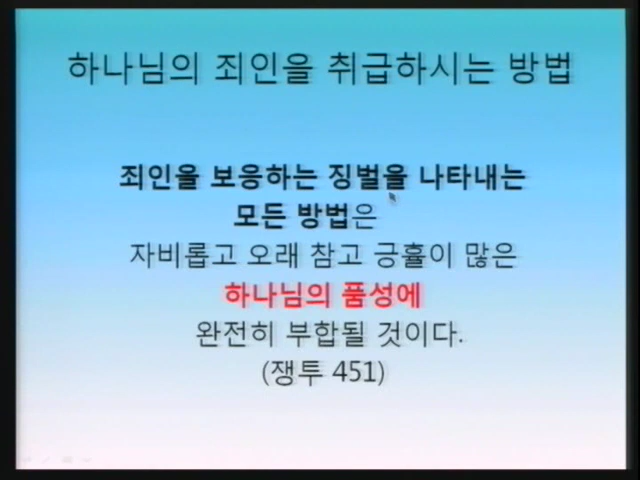 하나님의 죄인을 취급하시는 방법
죄인을 보응하는 징벌을 나타내는
모든 방법은
자비롭고 오래 참고 긍휼이 많은
하나님의 품성에
완전히 부합될 것이다.
(쟁투 451)